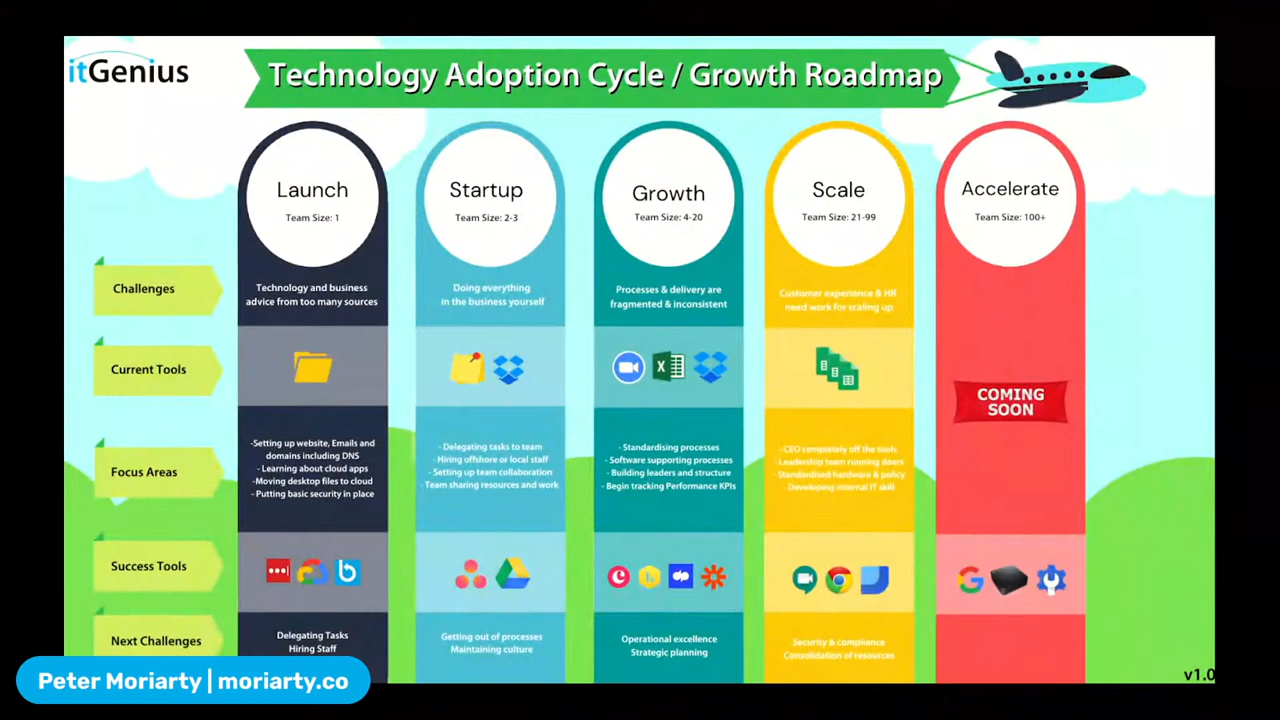 itGenius
Technology Adoption Cycle / Growth Roadmap
Launch
Team Size: 1
Startup
Team Size: 2-3
Growth
Team Size: 4-20
Scale
Team Size: 21-99
Accelerate
Team Size: 100+
Challenges
Technology and business
advice from too many sources
Doing everything
in the business yourself
Processes & delivery are
fragmented & inconsistent
Customer experience & HR
need work for scaling up
Current Tools
COMING
SOON
Focus Areas
-Setting up website, Emails and
domains including DNS
- Learning about cloud apps
-Moving desktop files to cloud
- Putting basic security in place
- Delegating tasks to team
- Hiring offshore or local staff
- Setting up team collaboration
- Team sharing resources and work
- Standardising processes
- Software supporting processes
- Building leaders and structure
- Begin tracking Performance KPIs
- CEO completely off the tools
- Leadership team running doers
- Standardised hardware & policy
Developing internal IT skill
Success Tools
Next Challenges
Delegating Tasks
Hiring Staff
Getting out of processes
Maintaining culture
Operational excellence
Strategic planning
Security & compliance
Consolidation of resources
Peter Moriarty | moriarty.co
v1.0